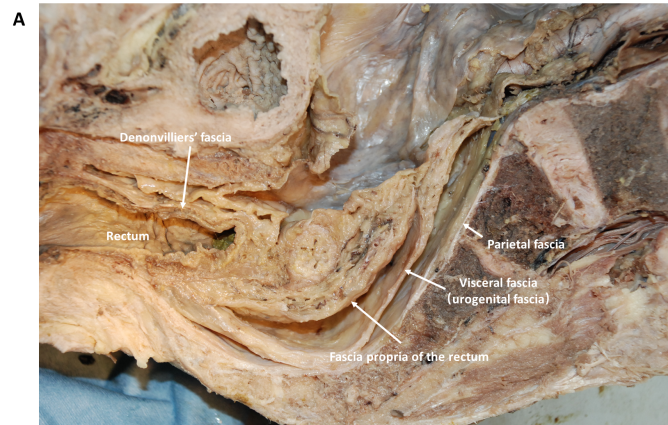 A
Denonvilliers' fascia
Rectum
Parietal fascia
Visceral fascia
(urogenital fascia)
Fascia propria of the rectum